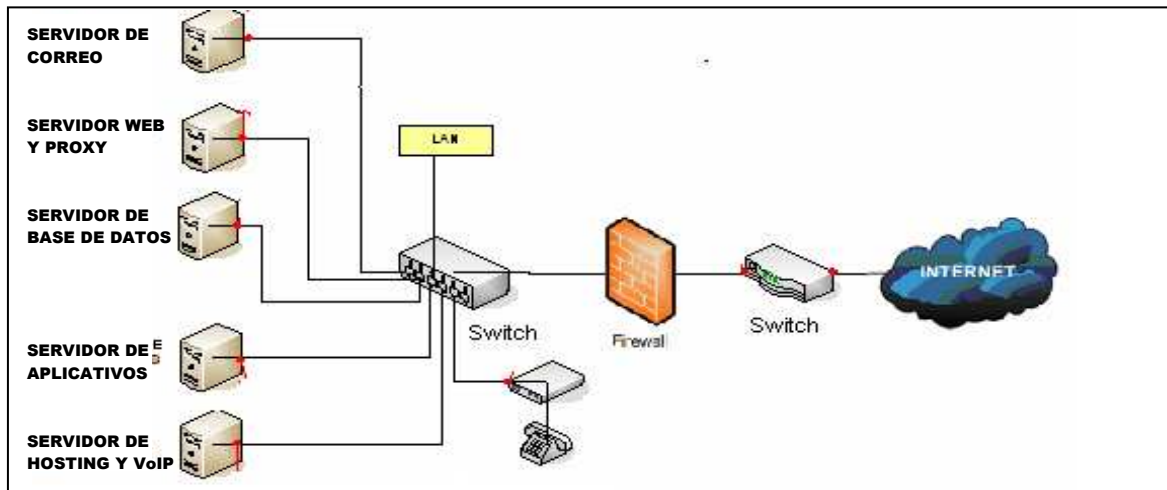 SERVIDOR DE
CORREO
SERVIDOR WEB
Y PROXY
LAN
SERVIDOR DE
BASE DE DATOS
INTERNET
Switch
Firewall
Switch
SERVIDOR DE
APLICATIVOS
SERVIDOR DE
HOSTING Y VoIP